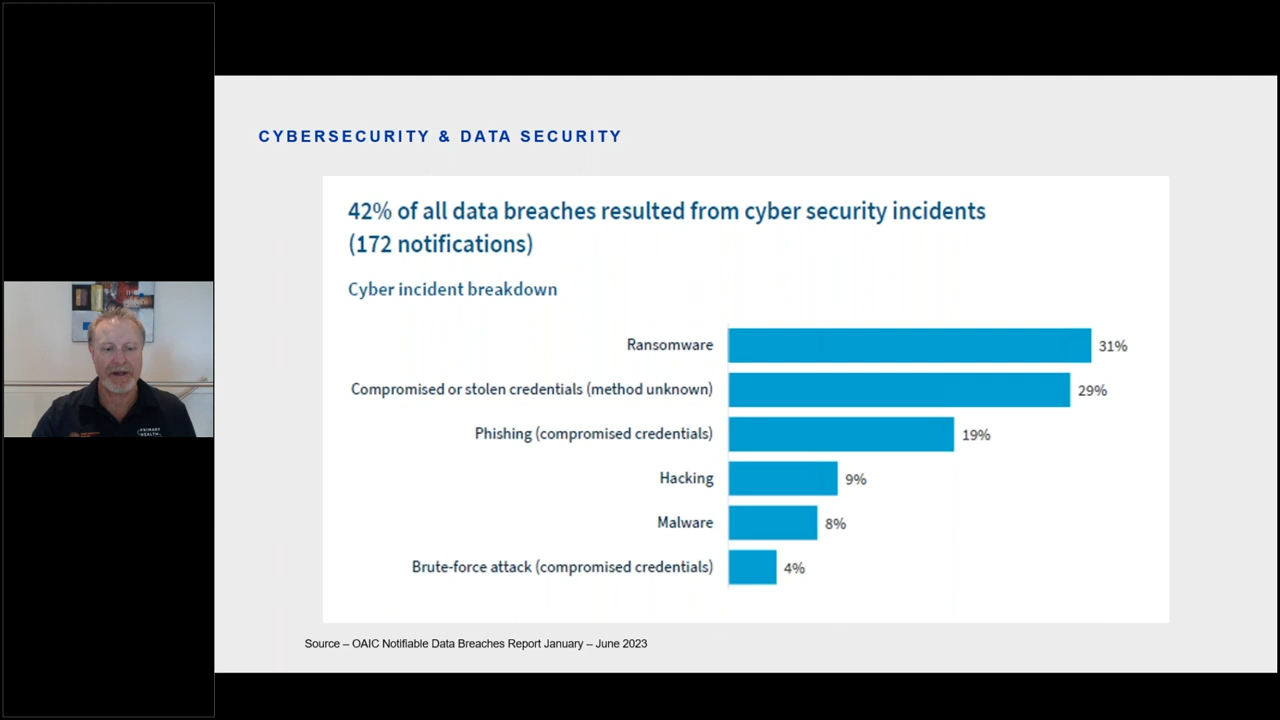 CYBERSECURITY & DATA SECURITY
42% of all data breaches resulted from cyber security incidents
(172 notifications)
Cyber incident breakdown
Ransomware 31%
Compromised or stolen credentials (method unknown) 29%
Phishing (compromised credentials) 19%
Hacking 9%
Malware 8%
Brute-force attack (compromised credentials) 4%
Source – OAIC Notifiable Data Breaches Report January – June 2023
PRIMARY
HEALTH